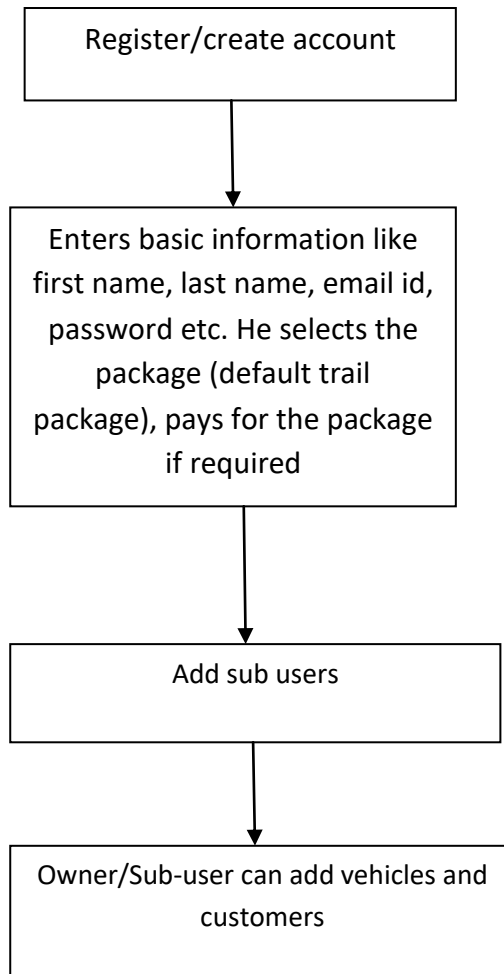 Register/create account
Enters basic information like
first name, last name, email id,
password etc. He selects the
package (default trail
package), pays for the package
if required
Add sub users
Owner/Sub-user can add vehicles and
customers